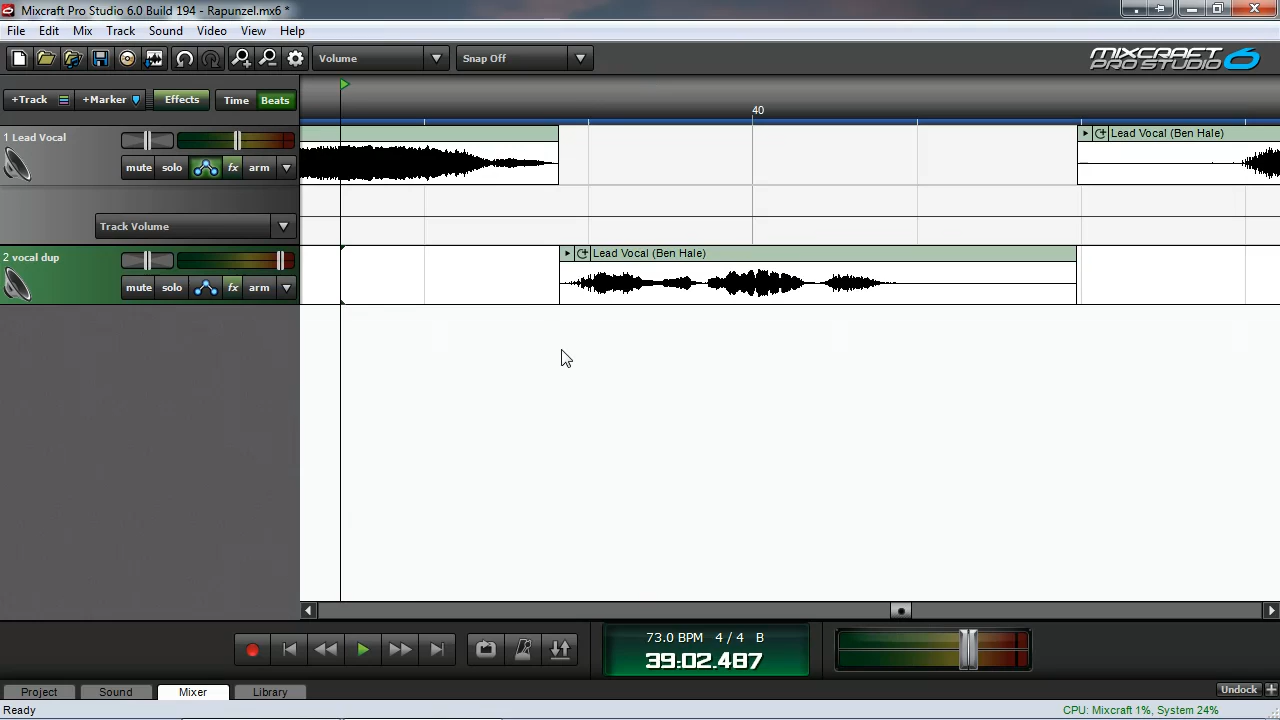 Mixcraft Pro Studio 6.0 Build 194 - Rapunzel.mx6 *
File Edit Mix Track Sound Video View Help
Volume Snap Off MIXCRAFT PRO STUDIO 6
+Track +Marker Effects Time Beats
40
1 Lead Vocal
mute solo fx arm
Lead Vocal (Ben Hale)
Track Volume
2 vocal dup
mute solo fx arm
Lead Vocal (Ben Hale)
73.0 BPM 4 / 4 B
39:02.487
Project Sound Mixer Library Undock +
Ready CPU: Mixcraft 1%, System 24%